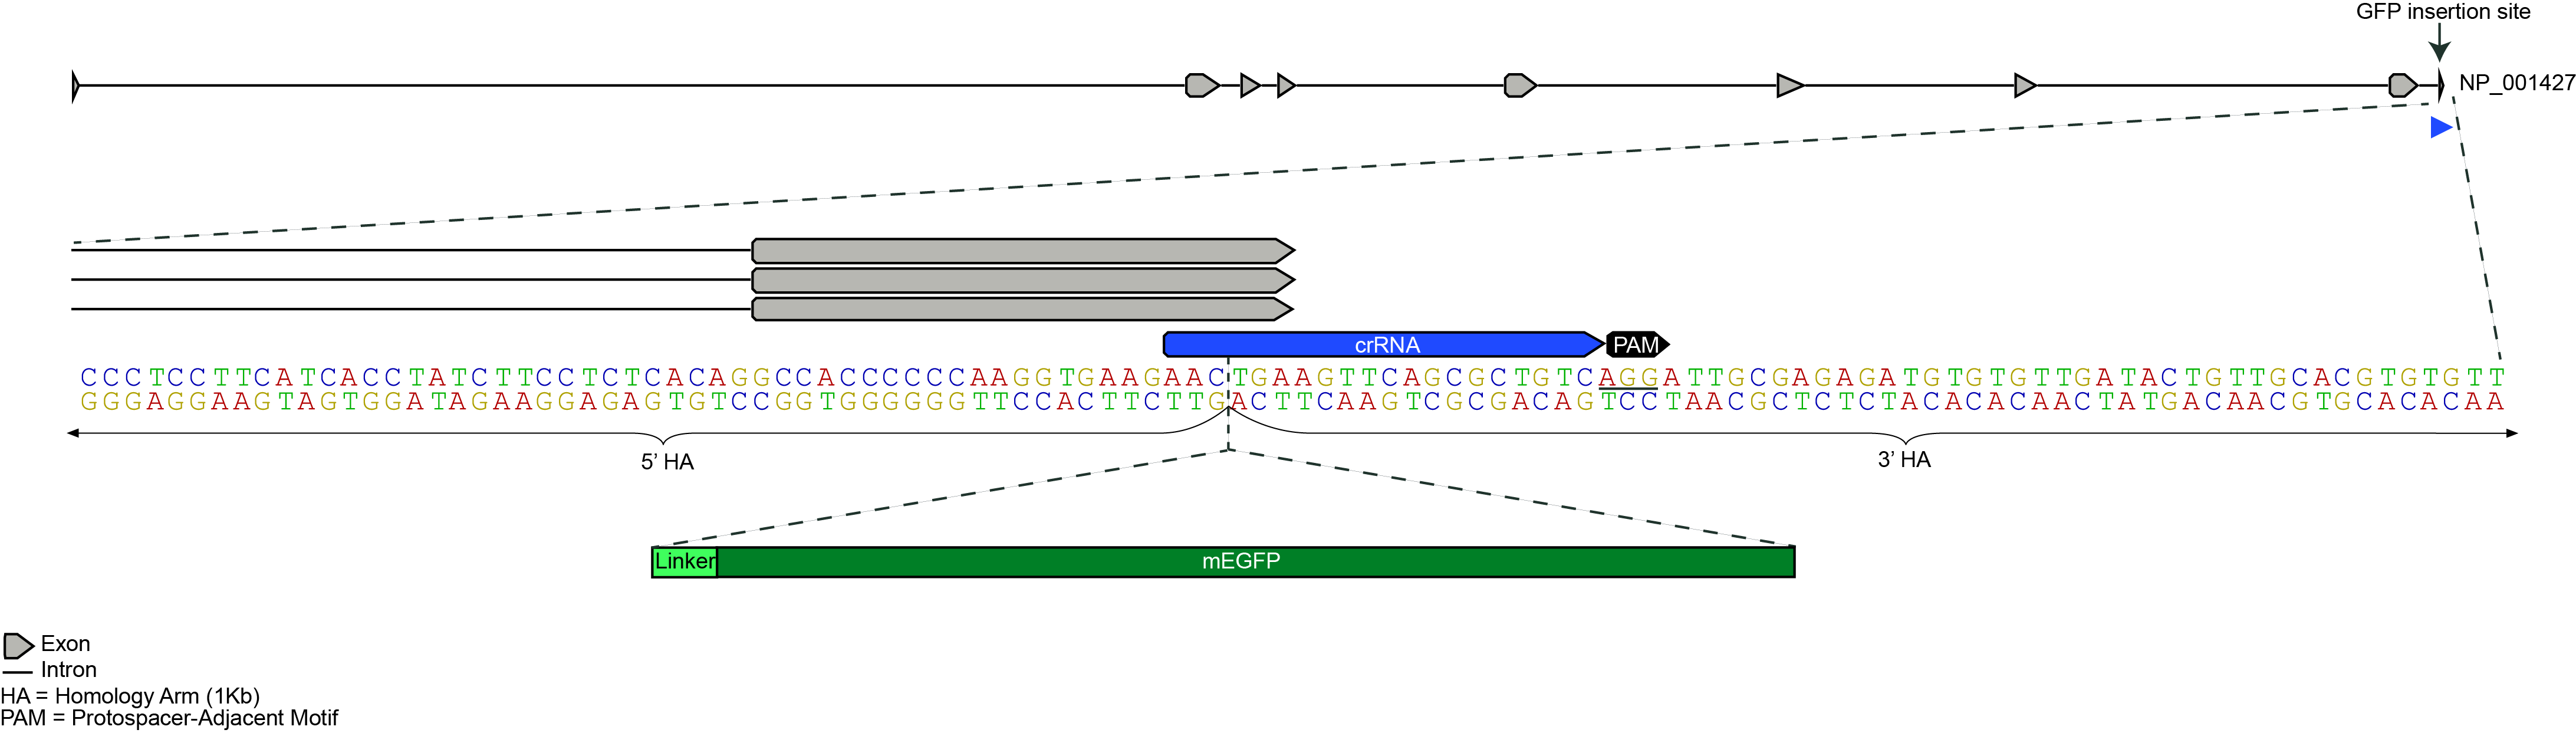 GFP insertion site
NP_001427
crRNA PAM
CCCTCCTTCATCACCTATCTTCCTCTCACAGGCCACCCCCCAAGGTGAAGAACTGAAGTTCAGCGCTGTCAGGATTGCGAGAGATGTGTGTTGATACTGTTGCACGTGTGTT
GGGAGGAAGTAGTGGATAGAAGGAGAGTGTCCGGTGGGGGGTTCCACTTCTTGACTTCAAGTCGCGACAGTCCTAACGCTCTCTACACACAACTATGACAACGTGCACACAA
5’ HA 3’ HA
Linker mEGFP
Exon
Intron
HA = Homology Arm (1Kb)
PAM = Protospacer-Adjacent Motif